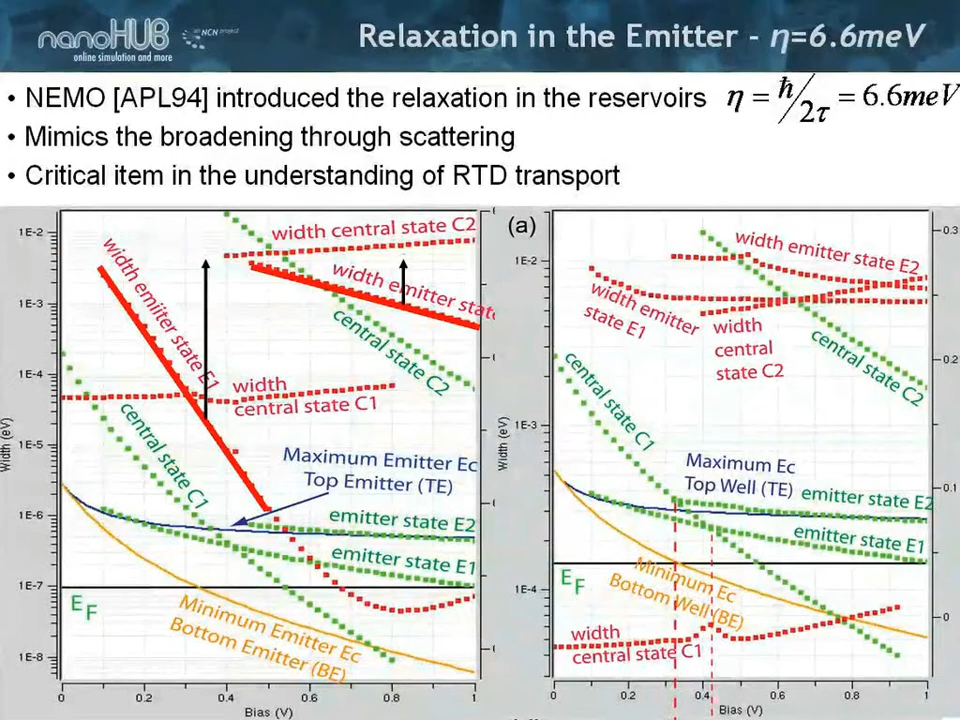 nanoHUB
an NCN project
online simulation and more
Relaxation in the Emitter - η=6.6meV
• NEMO [APL94] introduced the relaxation in the reservoirs η = ħ/2τ = 6.6meV
• Mimics the broadening through scattering
• Critical item in the understanding of RTD transport
1E-2
1E-3
1E-4
1E-5
1E-6
1E-7
1E-8
Width (eV)
width central state C2
width emitter state E1
width emitter state
central state C2
width
central state C1
central state C1
Maximum Emitter Ec
Top Emitter (TE)
emitter state E2
emitter state E1
EF
Minimum Emitter Ec
Bottom Emitter (BE)
0 0.2 0.4 0.6 0.8 1
Bias (V)
(a)
1E-2
1E-3
1E-4
Width (eV)
width emitter state E2
width emitter
state E1
width
central
state C2
central state C2
central state C1
Maximum Ec
Top Well (TE)
emitter state E2
emitter state E1
EF
Minimum Ec
Bottom Well (BE)
width
central state C1
0.3
0.2
0.1
0
0 0.2 0.4 0.6 0.8 1
Bias (V)